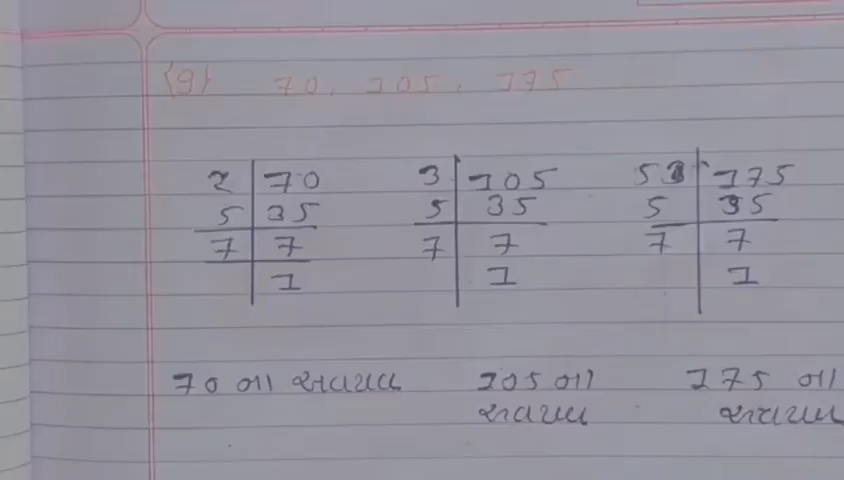 (9) 70, 105, 175
2 70 3 105 5 175
5 35 5 35 5 35
7 7 7 7 7 7
1 1 1
70 ના અવયવ 105 ના 175 ના
અવયવ અવયવ